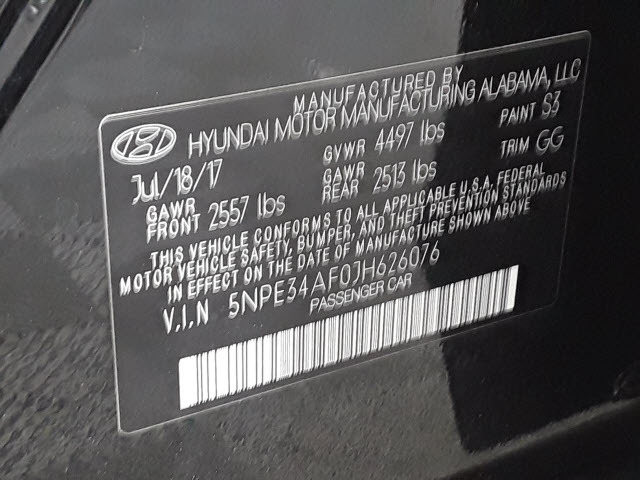 MANUFACTURED BY
HYUNDAI MOTOR MANUFACTURING ALABAMA, LLC
Jul/18/17 GVWR 4497 lbs PAINT S3
GAWR FRONT 2557 lbs GAWR REAR 2513 lbs TRIM GG
THIS VEHICLE CONFORMS TO ALL APPLICABLE U.S.A. FEDERAL
MOTOR VEHICLE SAFETY, BUMPER, AND THEFT PREVENTION STANDARDS
IN EFFECT ON THE DATE OF MANUFACTURE SHOWN ABOVE
V.I.N 5NPE34AF0JH626076
PASSENGER CAR